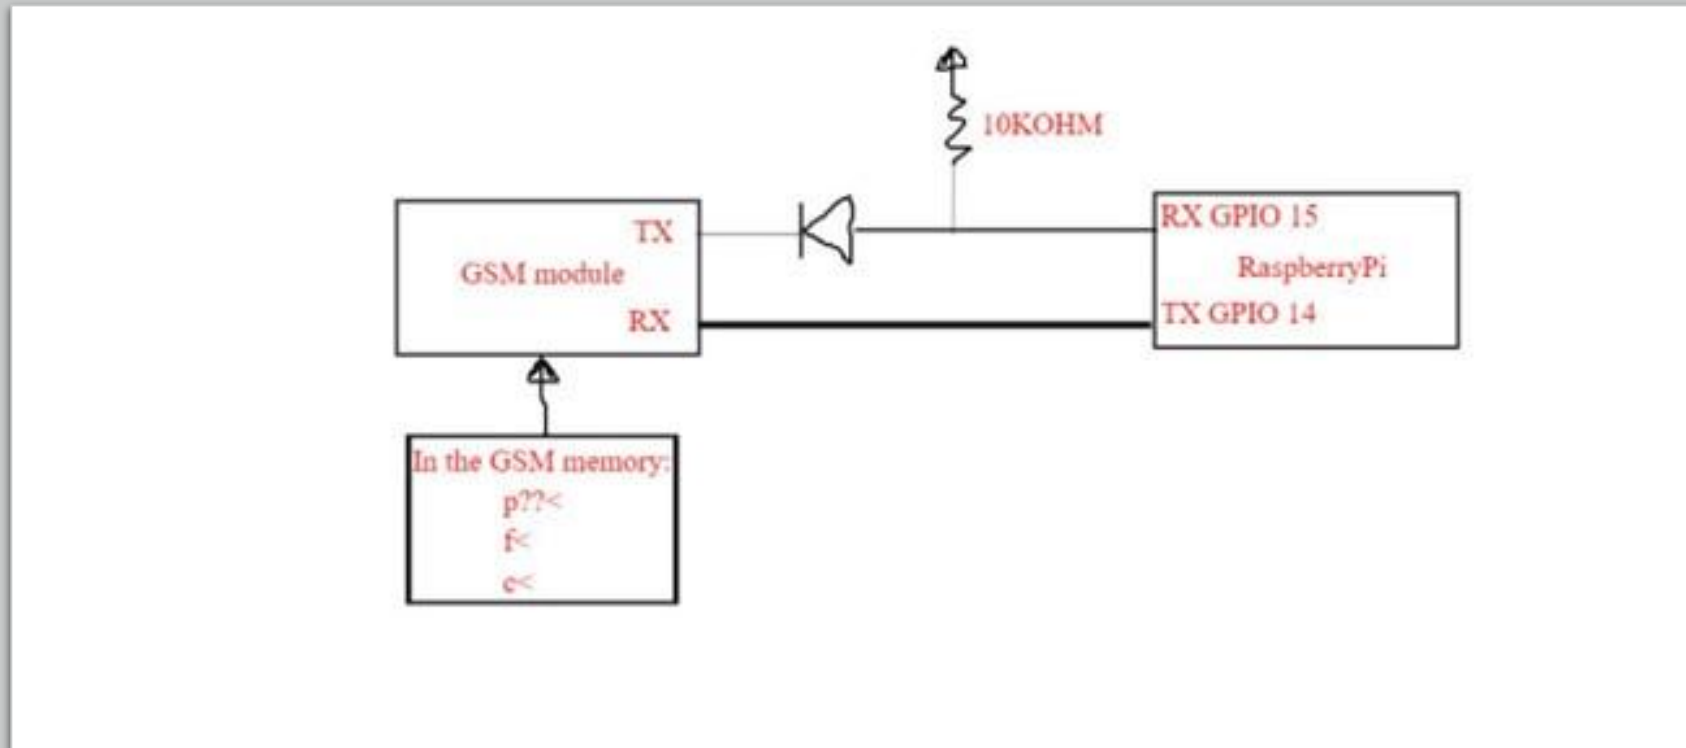 10KOHM
TX
GSM module
RX
RX GPIO 15
RaspberryPi
TX GPIO 14
In the GSM memory:
p??<
f<
e<